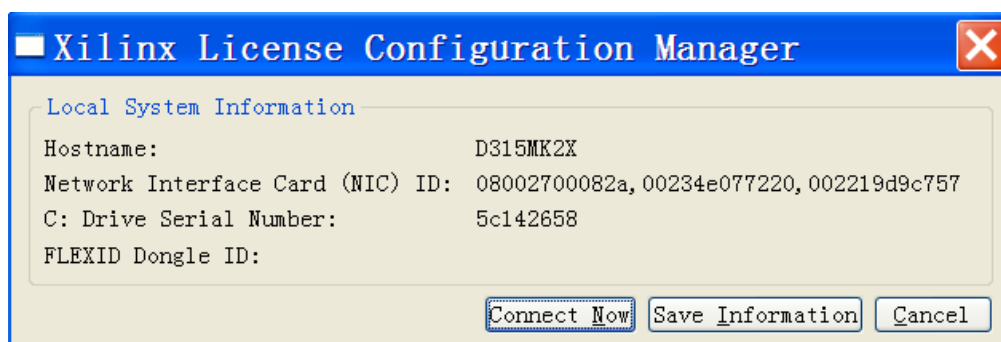 Xilinx License Configuration Manager
Local System Information
Hostname: D315MK2X
Network Interface Card (NIC) ID: 08002700082a,00234e077220,002219d9c757
C: Drive Serial Number: 5c142658
FLEXID Dongle ID:
Connect Now Save Information Cancel